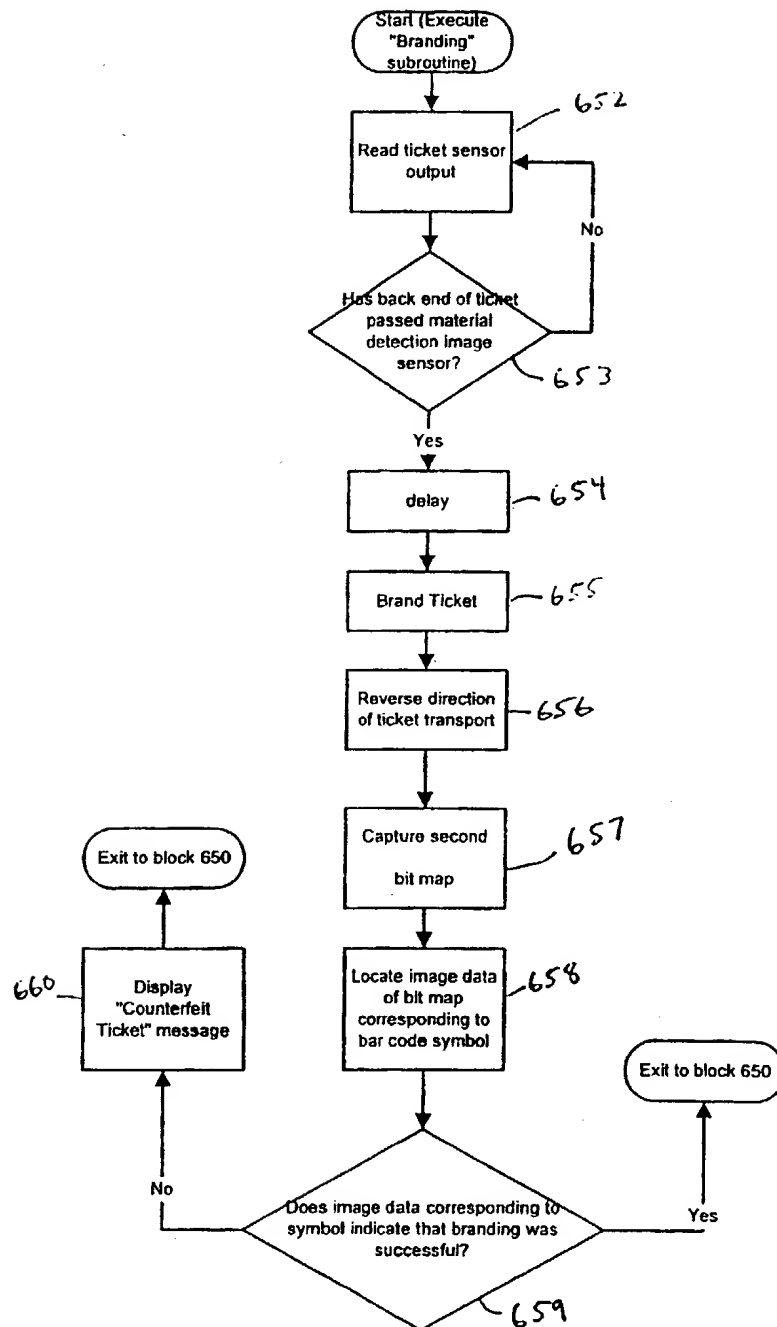 Start (Execute
"Branding"
subroutine)
652
Read ticket sensor
output
No
Has back end of ticket
passed material
detection image
sensor?
653
Yes
delay
654
Brand Ticket
655
Reverse direction
of ticket transport
656
Capture second
bit map
657
Exit to block 650
660
Display
"Counterfeit
Ticket" message
Locate image data
of bit map
corresponding to
bar code symbol
658
Exit to block 650
No
Does image data corresponding to
symbol indicate that branding was
successful?
Yes
659